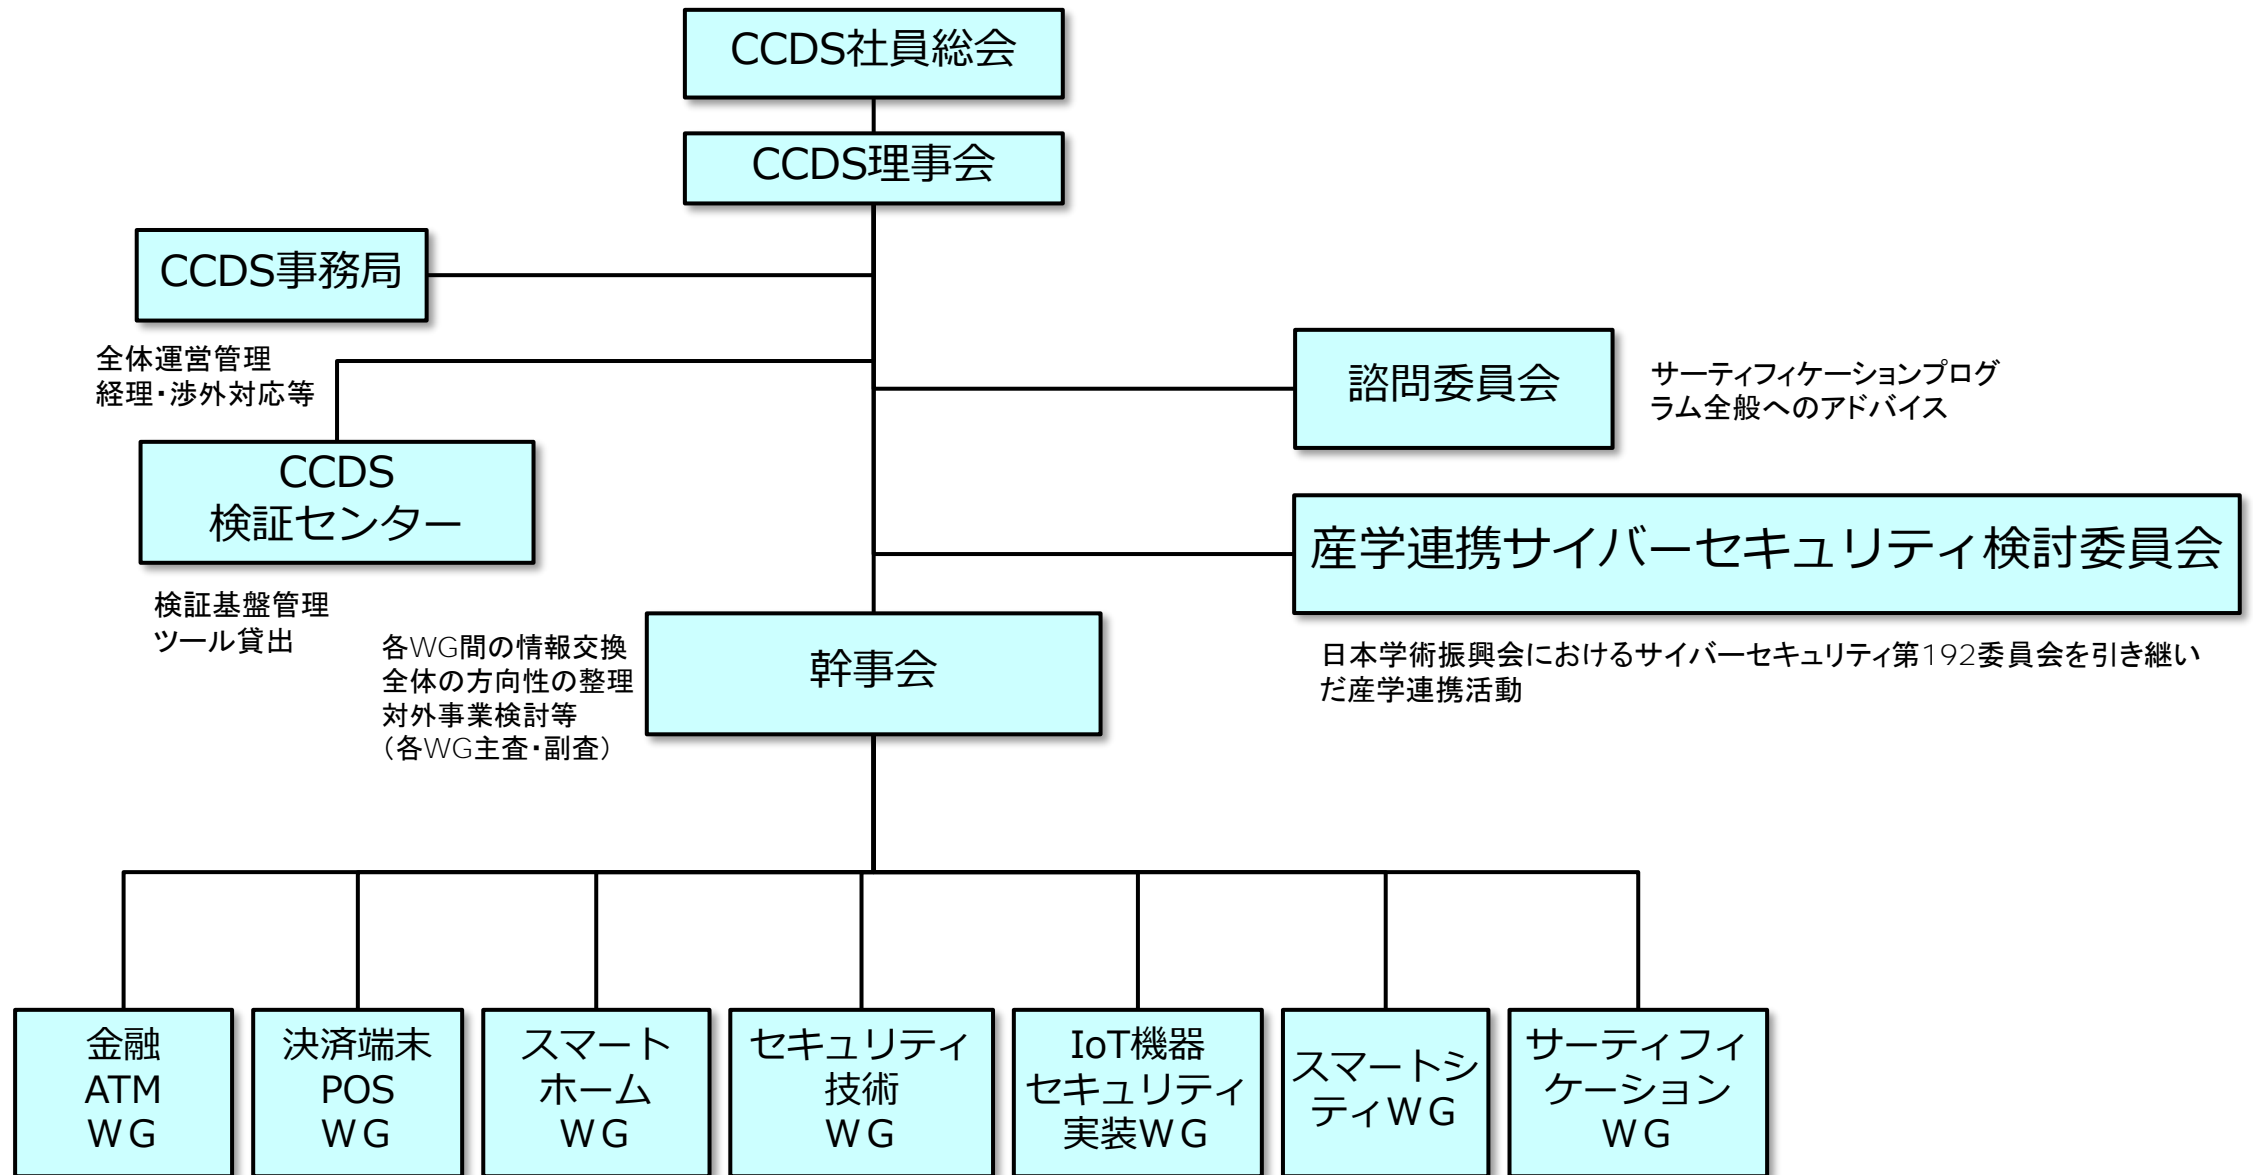 CCDS社員総会
CCDS理事会
CCDS事務局
全体運営管理
経理・渉外対応等
諮問委員会
サーティフィケーションプログ
ラム全般へのアドバイス
CCDS
検証センター
検証基盤管理
ツール貸出
産学連携サイバーセキュリティ検討委員会
日本学術振興会におけるサイバーセキュリティ第192委員会を引き継い
だ産学連携活動
各WG間の情報交換
全体の方向性の整理
対外事業検討等
（各WG主査・副査）
幹事会
金融
ATM
ＷＧ
決済端末
POS
ＷＧ
スマート
ホーム
ＷＧ
セキュリティ
技術
ＷＧ
IoT機器
セキュリティ
実装ＷＧ
スマートシ
ティＷＧ
サーティフィ
ケーション
ＷＧ